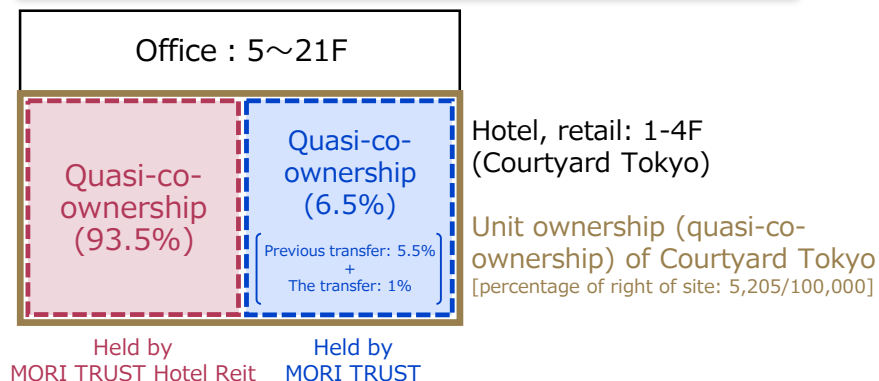 Office : 5～21F
Quasi-co-
ownership
(93.5%)
Quasi-co-
ownership
(6.5%)
Previous transfer: 5.5%
+
The transfer: 1%
Hotel, retail: 1-4F
(Courtyard Tokyo)
Unit ownership (quasi-co-
ownership) of Courtyard Tokyo
[percentage of right of site: 5,205/100,000]
Held by
MORI TRUST Hotel Reit
Held by
MORI TRUST